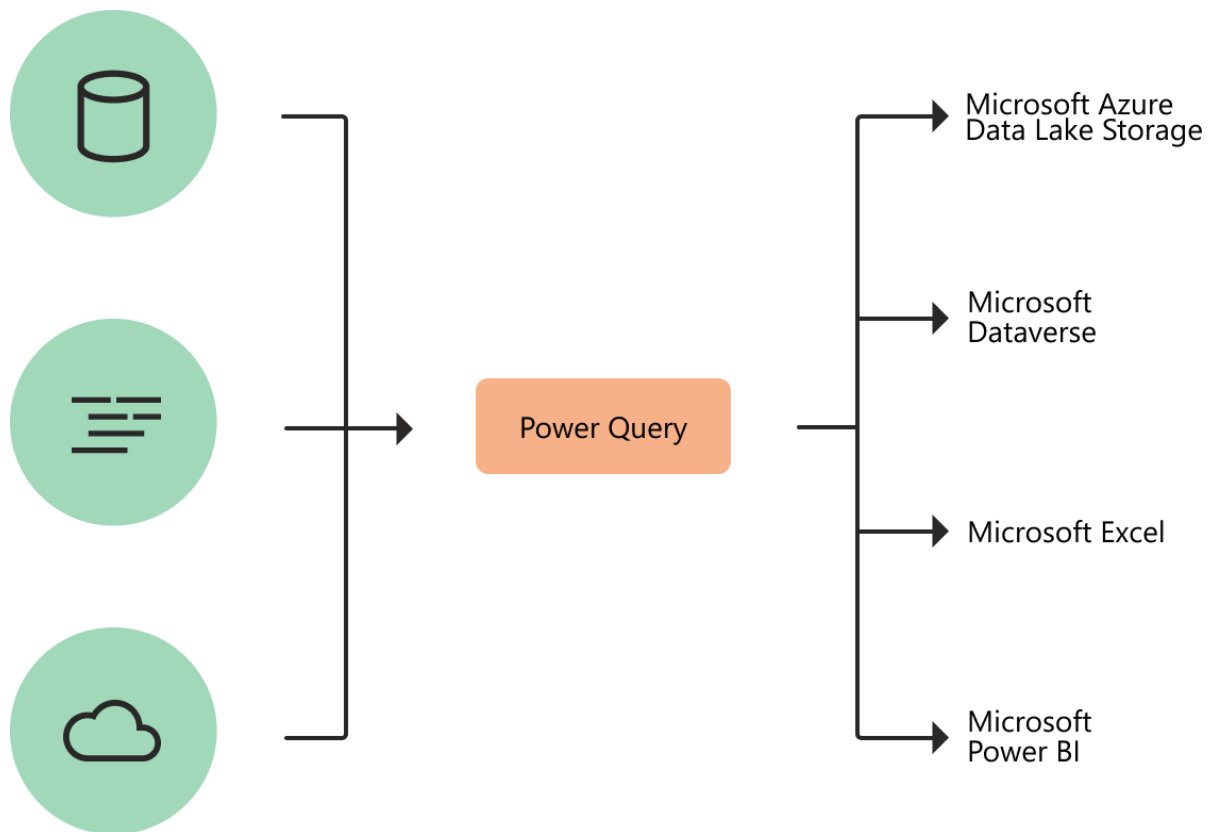 Microsoft Azure
Data Lake Storage
Microsoft
Dataverse
Power Query
Microsoft Excel
Microsoft
Power BI